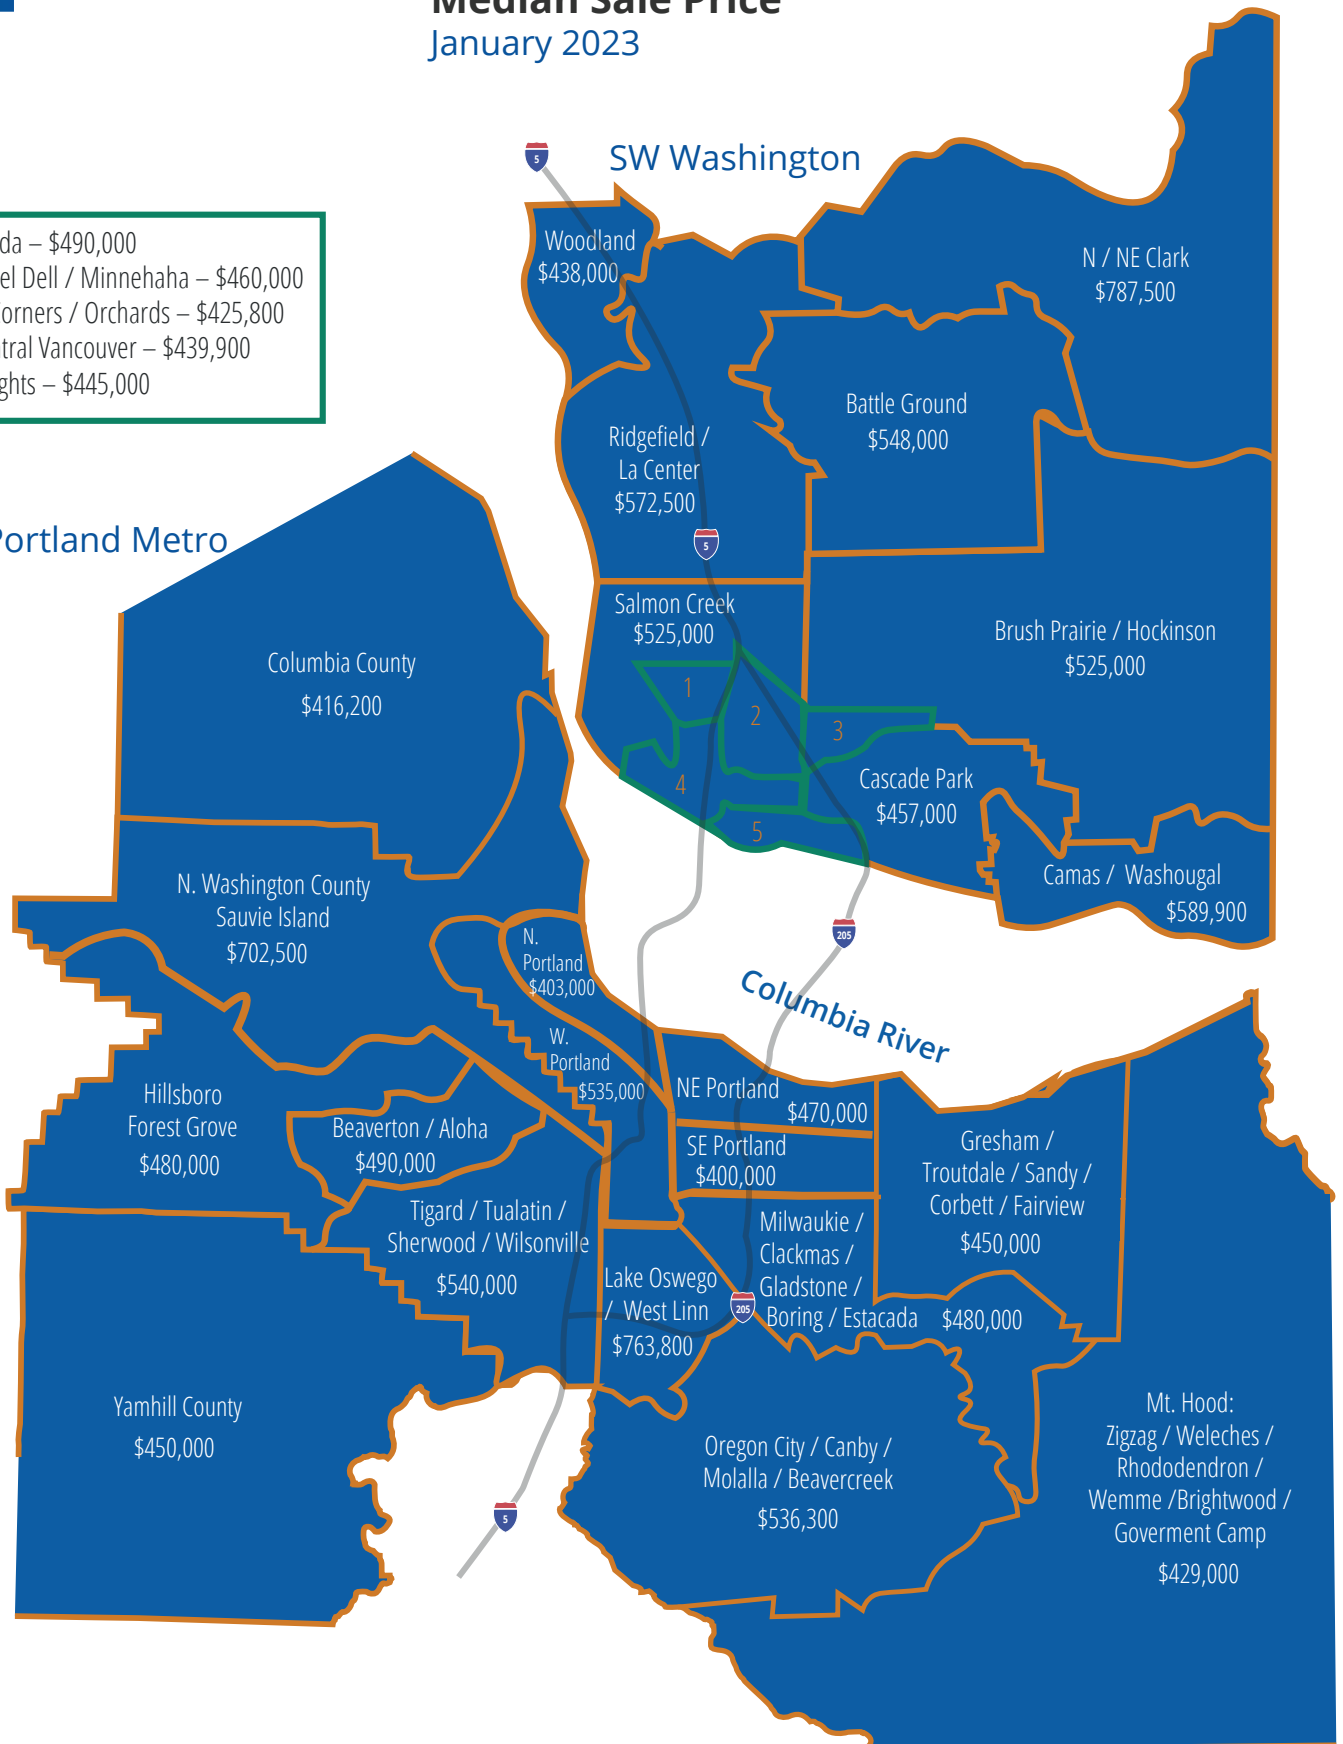 Median Sale Price
January 2023
5
SW Washington
da – $490,000
el Dell / Minnehaha – $460,000
orners / Orchards – $425,800
tral Vancouver – $439,900
ghts – $445,000
Woodland
$438,000
N / NE Clark
$787,500
Battle Ground
$548,000
Ridgefield /
La Center
$572,500
5
Portland Metro
Salmon Creek
$525,000
Brush Prairie / Hockinson
$525,000
1
2
3
4
5
Cascade Park
$457,000
Camas / Washougal
$589,900
Columbia County
$416,200
N. Washington County
Sauvie Island
$702,500
205
Columbia River
N.
Portland
$403,000
W.
Portland
$535,000
NE Portland
$470,000
SE Portland
$400,000
Hillsboro
Forest Grove
$480,000
Beaverton / Aloha
$490,000
Gresham /
Troutdale / Sandy /
Corbett / Fairview
$450,000
Tigard / Tualatin /
Sherwood / Wilsonville
$540,000
Milwaukie /
Clackmas /
Gladstone /
Boring / Estacada
$480,000
Lake Oswego
/ West Linn
$763,800
205
Yamhill County
$450,000
Oregon City / Canby /
Molalla / Beavercreek
$536,300
Mt. Hood:
Zigzag / Weleches /
Rhododendron /
Wemme /Brightwood /
Goverment Camp
$429,000
5